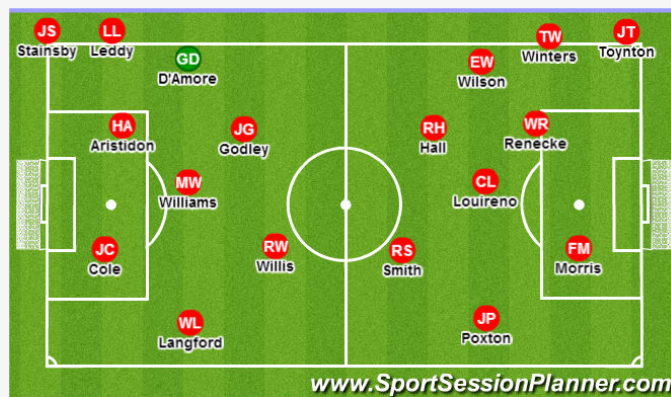 JS
Stainsby
LL
Leddy
GD
D'Amore
EW
Wilson
TW
Winters
JT
Toynton
HA
Aristidon
JG
Godley
RH
Hall
WR
Renecke
MW
Williams
CL
Louireno
JC
Cole
RW
Willis
RS
Smith
FM
Morris
WL
Langford
JP
Poxton
www.SportSessionPlanner.com